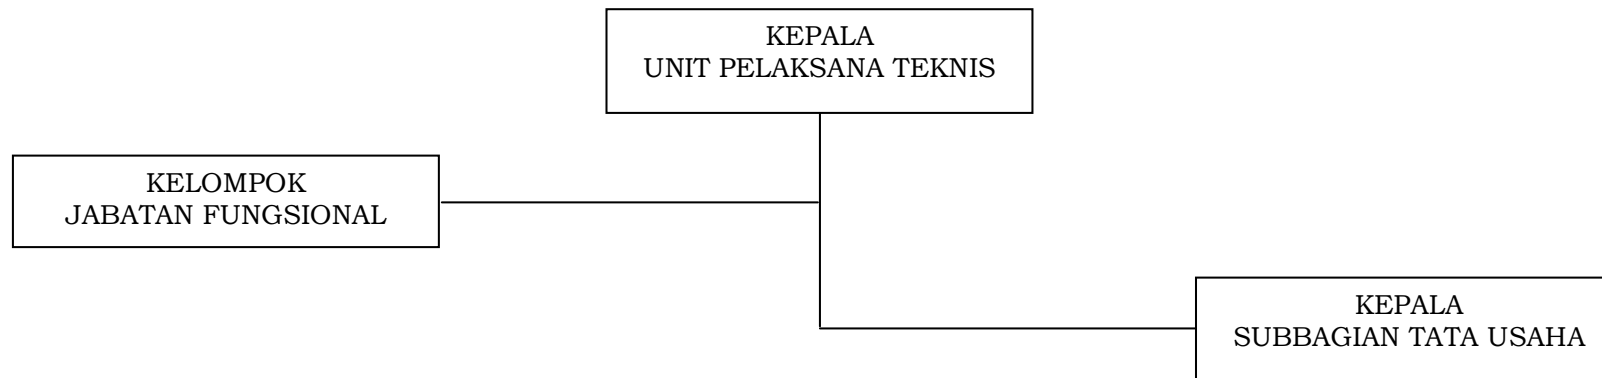 KEPALA
UNIT PELAKSANA TEKNIS
KELOMPOK
JABATAN FUNGSIONAL
KEPALA
SUBBAGIAN TATA USAHA